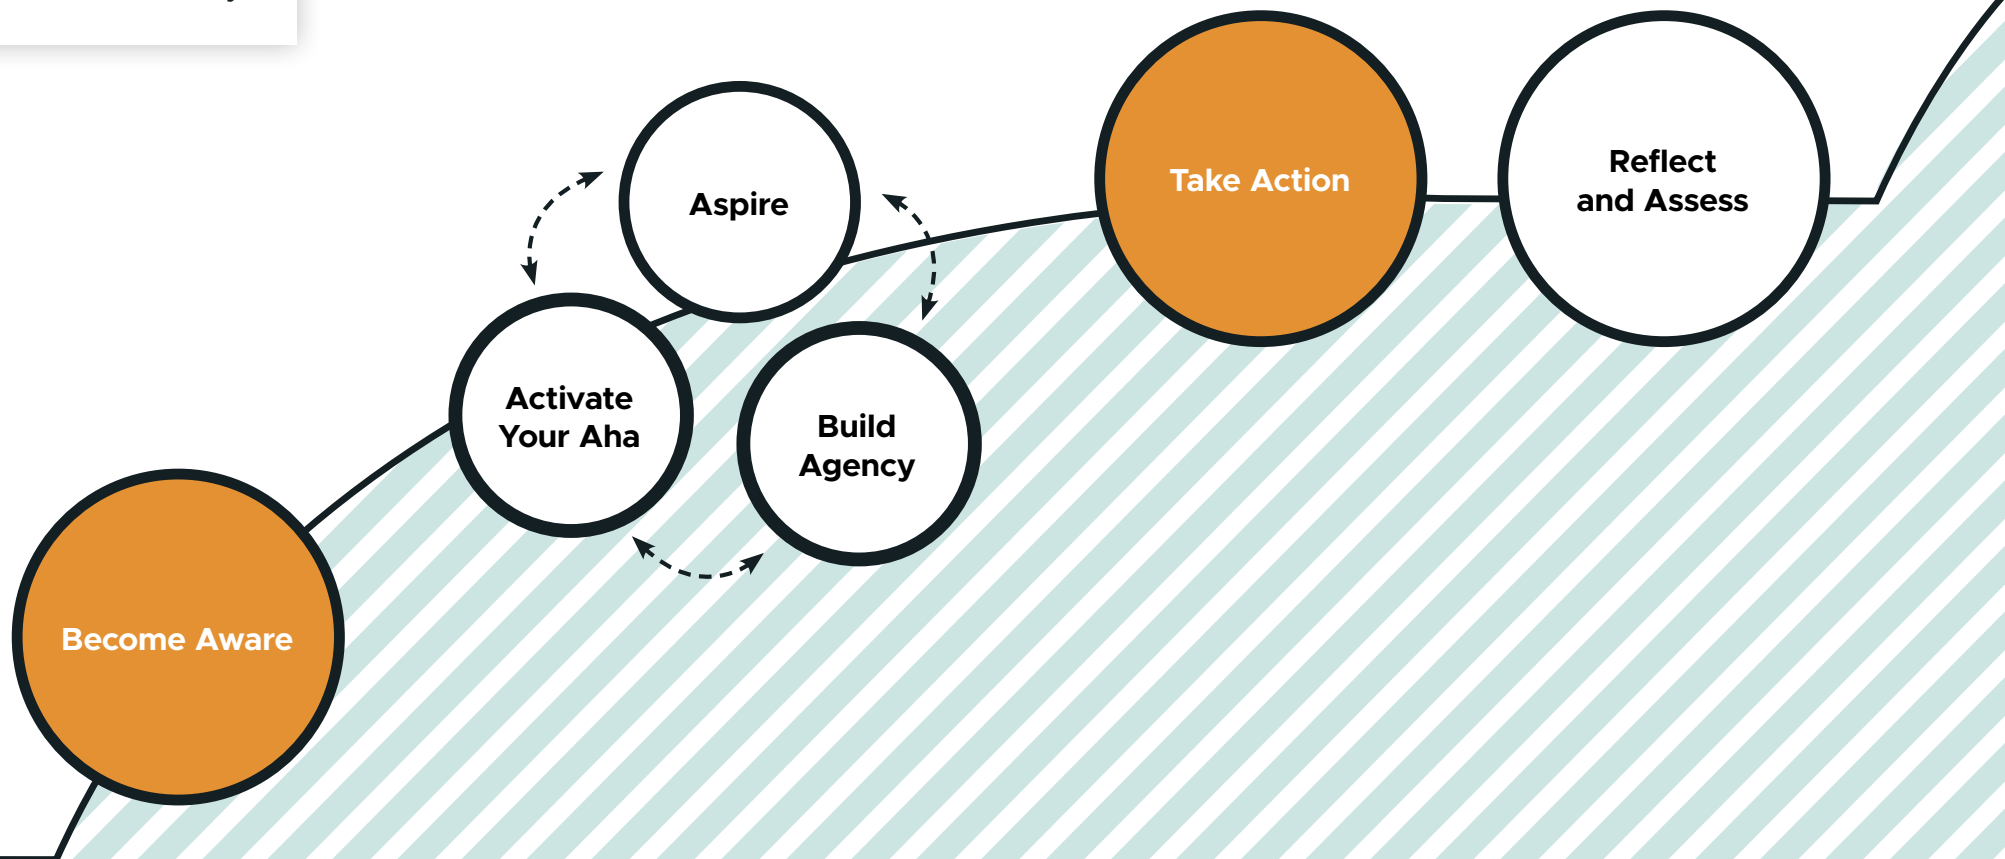 Aspire
Take Action
Reflect
and Assess
Activate
Your Aha
Build
Agency
Become Aware